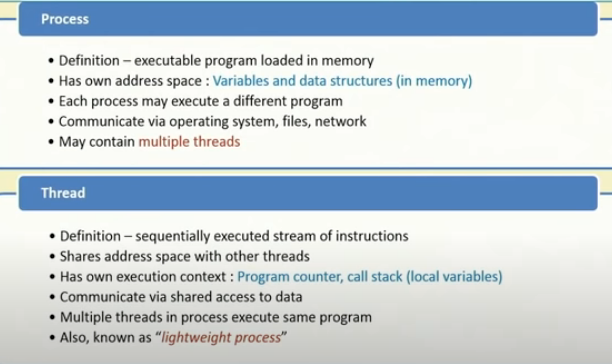 Process
• Definition – executable program loaded in memory
• Has own address space : Variables and data structures (in memory)
• Each process may execute a different program
• Communicate via operating system, files, network
• May contain multiple threads
Thread
• Definition – sequentially executed stream of instructions
• Shares address space with other threads
• Has own execution context : Program counter, call stack (local variables)
• Communicate via shared access to data
• Multiple threads in process execute same program
• Also, known as “lightweight process”